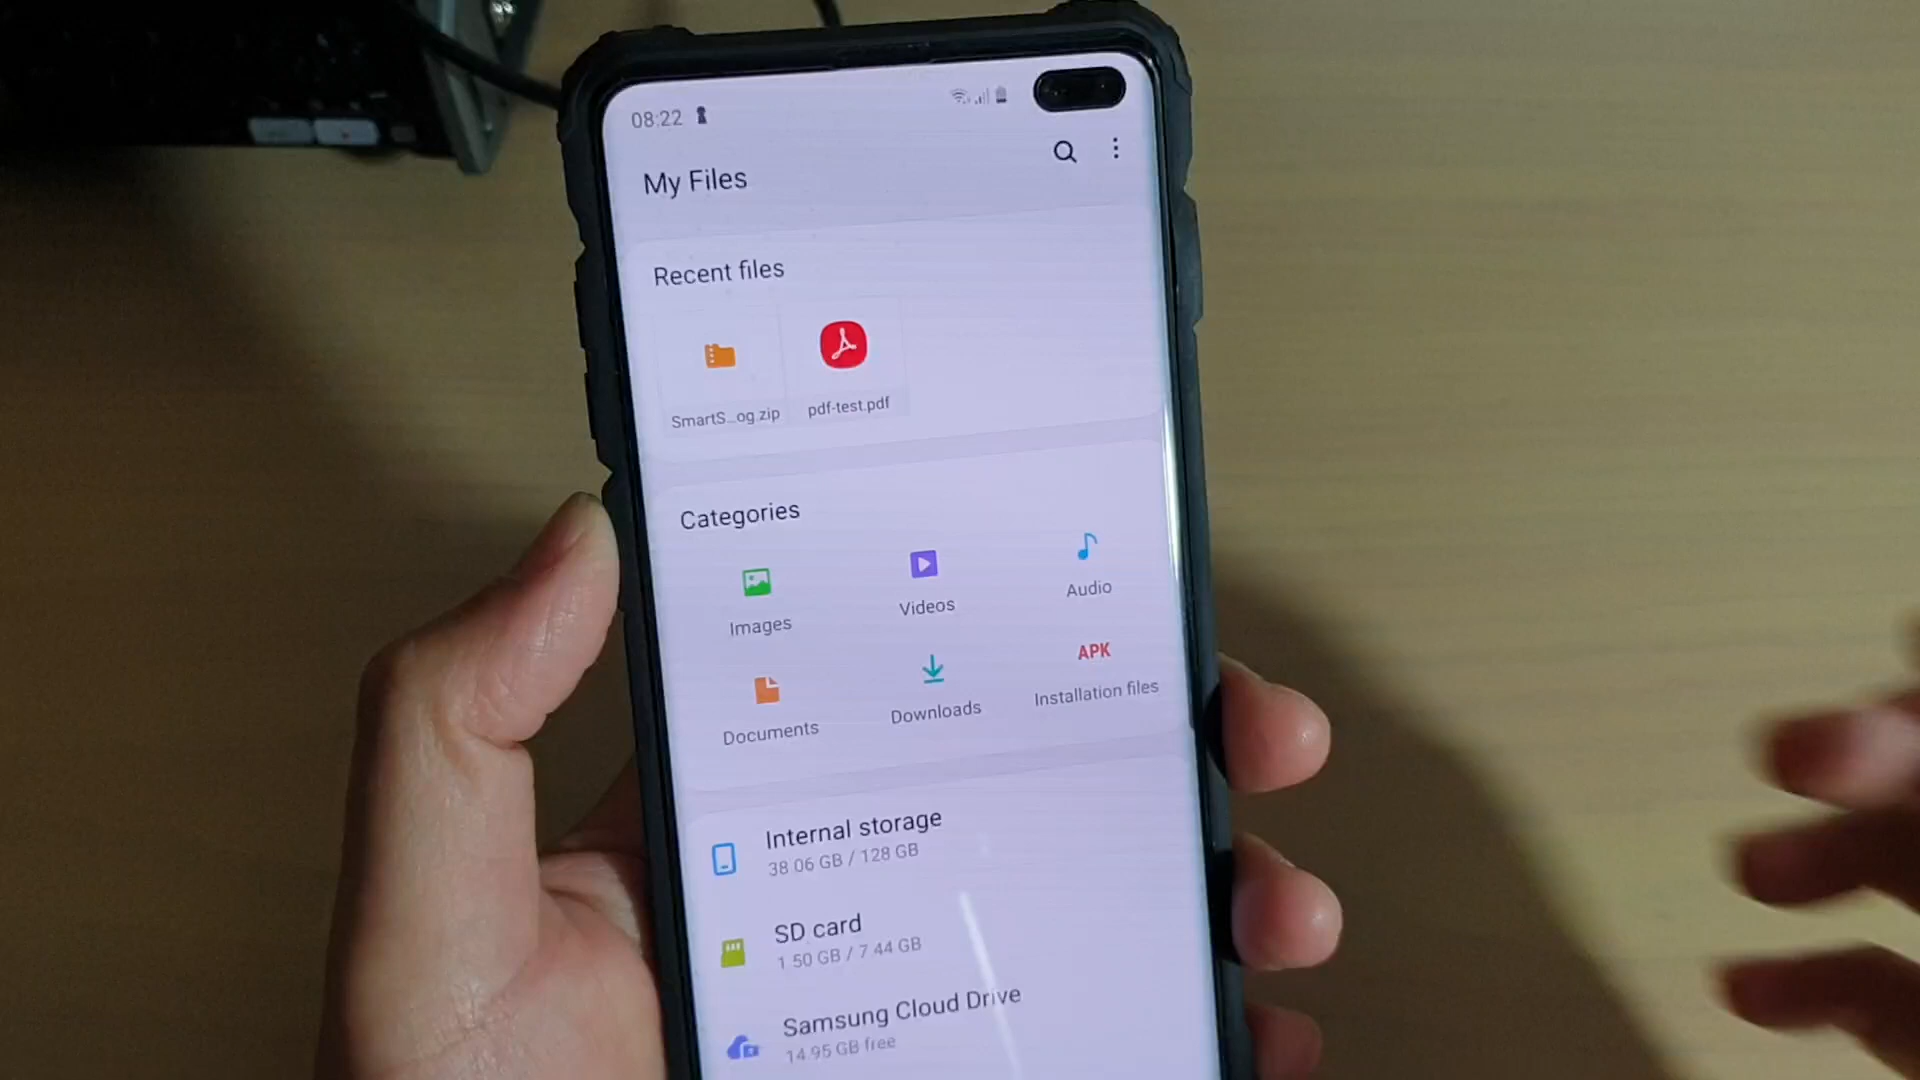 08:22
My Files
Recent files
SmartS...og.zip
pdf-test.pdf
Categories
Images
Videos
Audio
Documents
Downloads
APK
Installation files
Internal storage
38.06 GB / 128 GB
SD card
1.50 GB / 7.44 GB
Samsung Cloud Drive
14.95 GB free